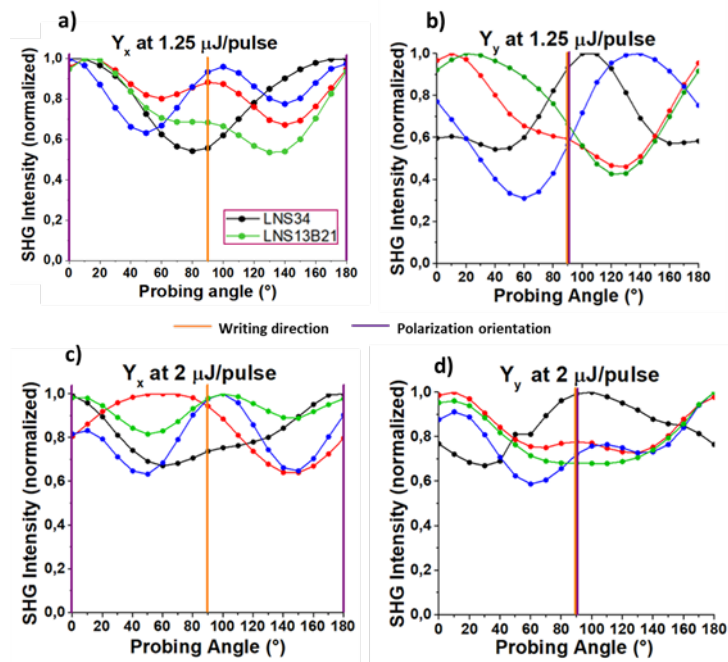 a)
Yx at 1.25 μJ/pulse
SHG Intensity (normalized)
1,0
0,8
0,6
0,4
0,2
0,0
0 20 40 60 80 100 120 140 160 180
Probing angle (°)
LNS34
LNS13B21
b)
Yy at 1.25 μJ/pulse
SHG Intensity (normalized)
1,0
0,8
0,6
0,4
0,2
0,0
0 20 40 60 80 100 120 140 160 180
Probing Angle (°)
Writing direction
Polarization orientation
c)
Yx at 2 μJ/pulse
SHG Intensity (normalized)
1,0
0,8
0,6
0,4
0,2
0,0
0 20 40 60 80 100 120 140 160 180
Probing Angle (°)
d)
Yy at 2 μJ/pulse
SHG Intensity (normalized)
1,0
0,8
0,6
0,4
0,2
0,0
0 20 40 60 80 100 120 140 160 180
Probing Angle (°)